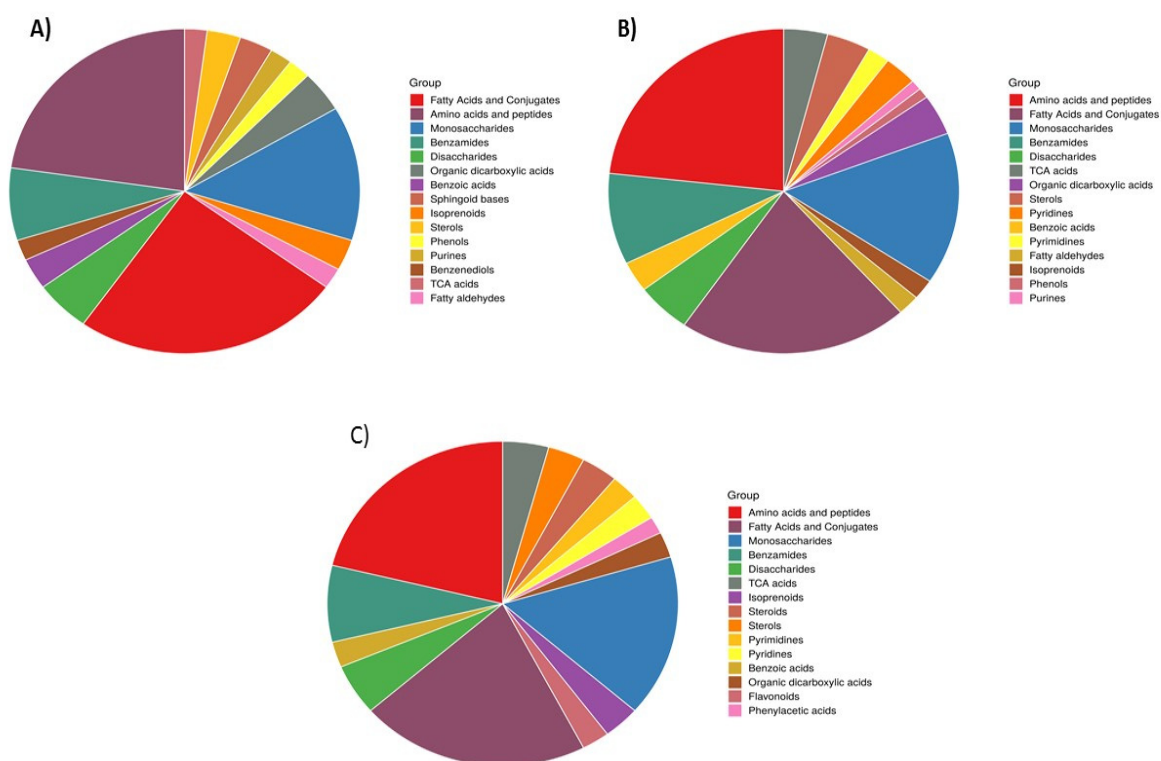 A)
Group
Fatty Acids and Conjugates
Amino acids and peptides
Monosaccharides
Benzamides
Disaccharides
Organic dicarboxylic acids
Benzoic acids
Sphingoid bases
Isoprenoids
Sterols
Phenols
Purines
Benzenediols
TCA acids
Fatty aldehydes
B)
Group
Amino acids and peptides
Fatty Acids and Conjugates
Monosaccharides
Benzamides
Disaccharides
TCA acids
Organic dicarboxylic acids
Sterols
Pyridines
Benzoic acids
Pyrimidines
Fatty aldehydes
Isoprenoids
Phenols
Purines
C)
Group
Amino acids and peptides
Fatty Acids and Conjugates
Monosaccharides
Benzamides
Disaccharides
TCA acids
Isoprenoids
Steroids
Sterols
Pyrimidines
Pyridines
Benzoic acids
Organic dicarboxylic acids
Flavonoids
Phenylacetic acids